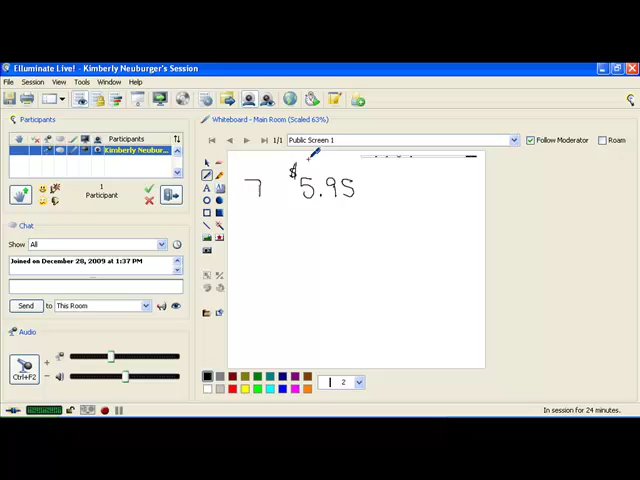 Elluminate Live! - Kimberly Neuburger's Session
File Session View Tools Window Help
Participants
Participants
Kimberly Neubur...
1
Participant
Chat
Show All
Joined on December 28, 2009 at 1:37 PM
Send to This Room
Audio
Ctrl+F2
Whiteboard - Main Room (Scaled 63%)
1/1 Public Screen 1 Follow Moderator Roam
7 $5.95
2
In session for 24 minutes.